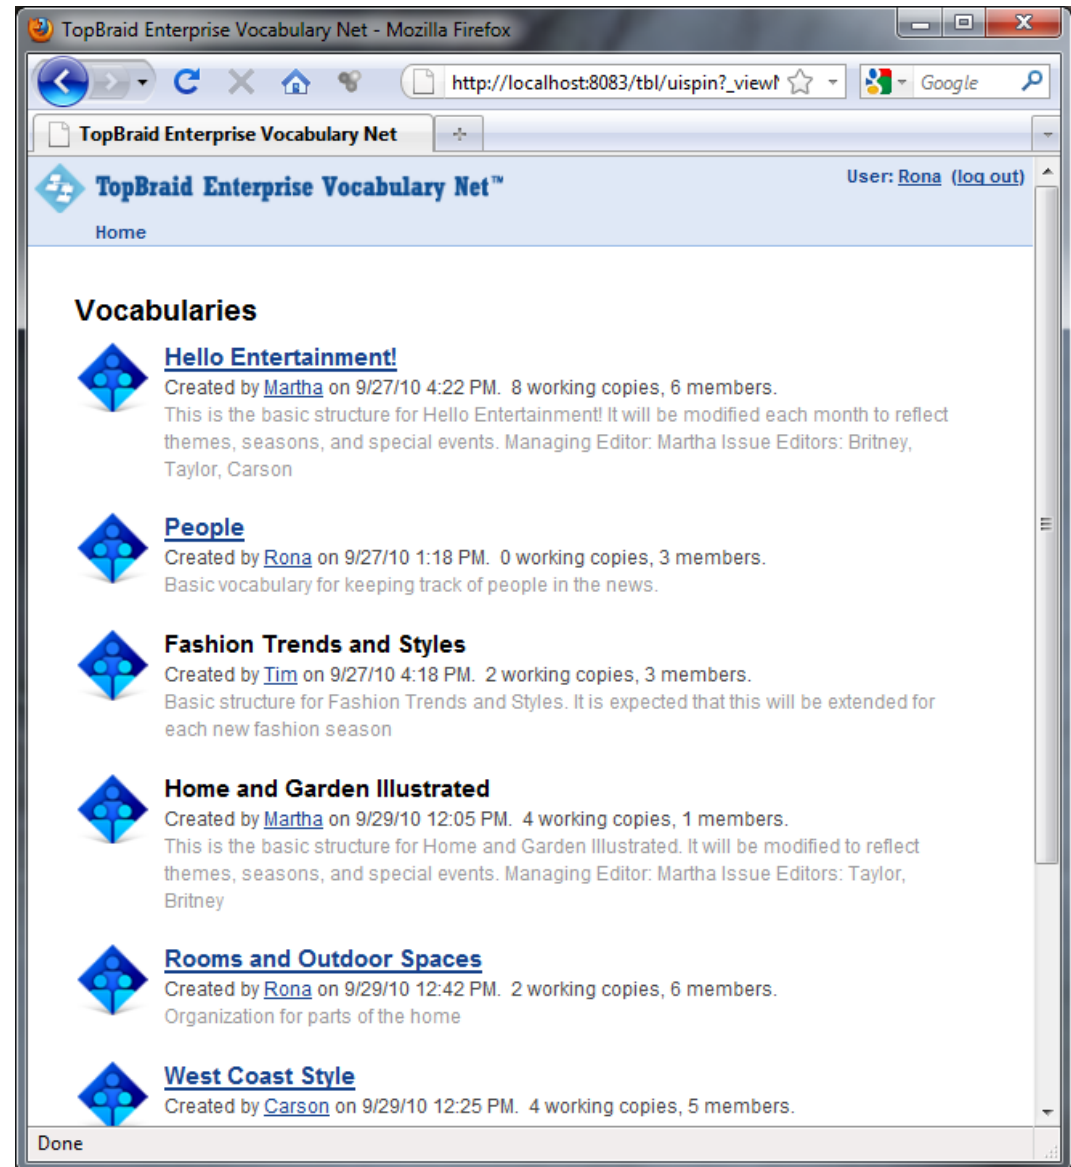 TopBraid Enterprise Vocabulary Net - Mozilla Firefox
http://localhost:8083/tbl/uispin?_viewN
Google
TopBraid Enterprise Vocabulary Net
TopBraid Enterprise Vocabulary Net™
User: Rona (log out)
Home
Vocabularies
Hello Entertainment!
Created by Martha on 9/27/10 4:22 PM. 8 working copies, 6 members.
This is the basic structure for Hello Entertainment! It will be modified each month to reflect
themes, seasons, and special events. Managing Editor: Martha Issue Editors: Britney,
Taylor, Carson
People
Created by Rona on 9/27/10 1:18 PM. 0 working copies, 3 members.
Basic vocabulary for keeping track of people in the news.
Fashion Trends and Styles
Created by Tim on 9/27/10 4:18 PM. 2 working copies, 3 members.
Basic structure for Fashion Trends and Styles. It is expected that this will be extended for
each new fashion season
Home and Garden Illustrated
Created by Martha on 9/29/10 12:05 PM. 4 working copies, 1 members.
This is the basic structure for Home and Garden Illustrated. It will be modified to reflect
themes, seasons, and special events. Managing Editor: Martha Issue Editors: Taylor,
Britney
Rooms and Outdoor Spaces
Created by Rona on 9/29/10 12:42 PM. 2 working copies, 6 members.
Organization for parts of the home
West Coast Style
Created by Carson on 9/29/10 12:25 PM. 4 working copies, 5 members.
Done